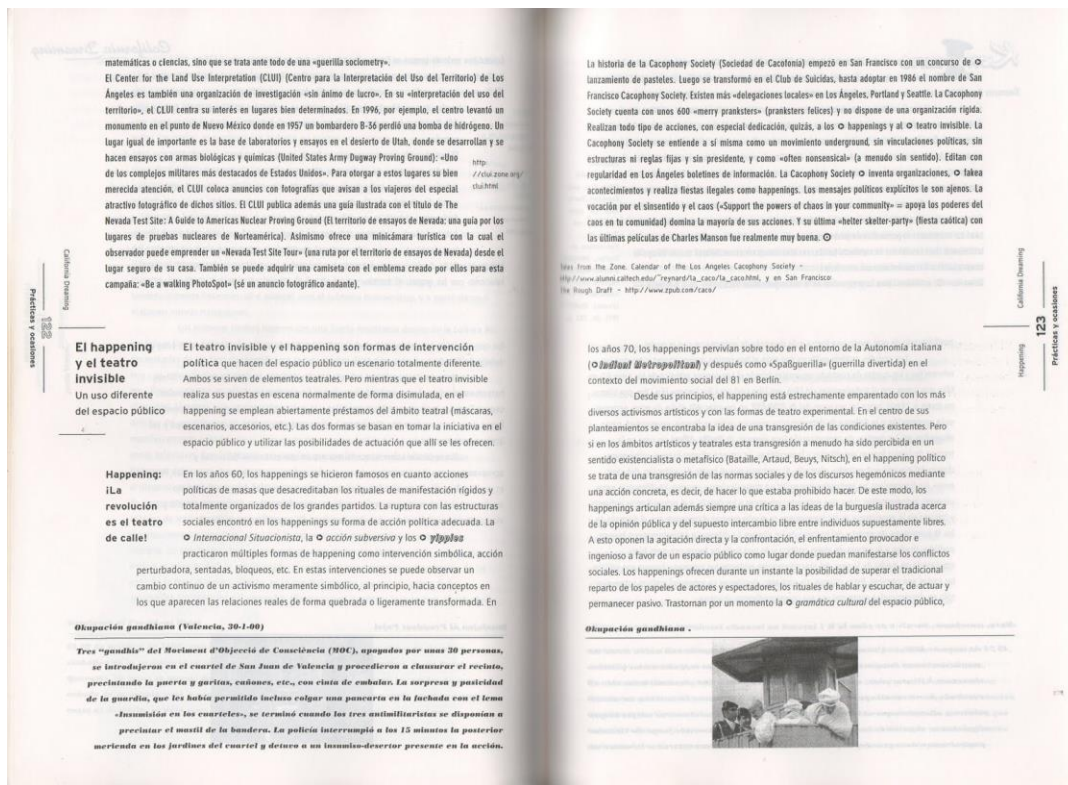 matemáticas o ciencias, sino que se trata ante todo de una «guerilla sociometry».
El Center for the Land Use Interpretation (CLUI) (Centro para la Interpretación del Uso del Territorio) de Los
Ángeles es también una organización de investigación «sin ánimo de lucro». En su «interpretación del uso del
territorio», el CLUI centra su interés en lugares bien determinados. En 1996, por ejemplo, el centro levantó un
monumento en el punto de Nuevo México donde en 1957 un bombardero B-36 perdió una bomba de hidrógeno. Un
lugar igual de importante es la base de laboratorios y ensayos en el desierto de Utah, donde se desarrollan y se
hacen ensayos con armas biológicas y químicas (United States Army Dugway Proving Ground): «Uno
de los complejos militares más destacados de Estados Unidos». Para otorgar a estos lugares su bien
merecida atención, el CLUI coloca anuncios con fotografías que avisan a los viajeros del especial
atractivo fotográfico de dichos sitios. El CLUI publica además una guía ilustrada con el título de The
Nevada Test Site: A Guide to Americas Nuclear Proving Ground (El territorio de ensayos de Nevada: una guía por los
lugares de pruebas nucleares de Norteamérica). Asimismo ofrece una minicámara turística con la cual el
observador puede emprender un «Nevada Test Site Tour» (una ruta por el territorio de ensayos de Nevada) desde el
lugar seguro de su casa. También se puede adquirir una camiseta con el emblema creado por ellos para esta
campaña: «Be a walking PhotoSpot» (sé un anuncio fotográfico andante).
http:
//clui.zone.org/
clui.html
California Dreaming
122
Prácticas y ocasiones
El happening
y el teatro
invisible
Un uso diferente
del espacio público
El teatro invisible y el happening son formas de intervención
política que hacen del espacio público un escenario totalmente diferente.
Ambos se sirven de elementos teatrales. Pero mientras que el teatro invisible
realiza sus puestas en escena normalmente de forma disimulada, en el
happening se emplean abiertamente préstamos del ámbito teatral (máscaras,
escenarios, accesorios, etc.). Las dos formas se basan en tomar la iniciativa en el
espacio público y utilizar las posibilidades de actuación que allí se les ofrecen.
Happening:
¡La
revolución
es el teatro
de calle!
En los años 60, los happenings se hicieron famosos en cuanto acciones
políticas de masas que desacreditaban los rituales de manifestación rígidos y
totalmente organizados de los grandes partidos. La ruptura con las estructuras
sociales encontró en los happenings su forma de acción política adecuada. La
Internacional Situacionista, la acción subversiva y los yippies
practicaron múltiples formas de happening como intervención simbólica, acción
perturbadora, sentadas, bloqueos, etc. En estas intervenciones se puede observar un
cambio continuo de un activismo meramente simbólico, al principio, hacia conceptos en
los que aparecen las relaciones reales de forma quebrada o ligeramente transformada. En
Okupación gandhiana (Valencia, 30-1-00)
Tres "gandhis" del Moviment d'Objecció de Consciència (MOC), apoyados por unas 30 personas,
se introdujeron en el cuartel de San Juan de Valencia y procedieron a clausurar el recinto,
precintando la puerta y garitas, cañones, etc., con cinta de embalar. La sorpresa y pasividad
de la guardia, que les había permitido incluso colgar una pancarta en la fachada con el lema
«Insumisión en los cuarteles», se terminó cuando los tres antimilitaristas se disponían a
precintar el mastil de la bandera. La policía interrumpió a los 15 minutos la posterior
merienda en los jardines del cuartel y detuvo a un insumiso-desertor presente en la acción.
La historia de la Cacophony Society (Sociedad de Cacofonía) empezó en San Francisco con un concurso de
lanzamiento de pasteles. Luego se transformó en el Club de Suicidas, hasta adoptar en 1986 el nombre de San
Francisco Cacophony Society. Existen más «delegaciones locales» en Los Ángeles, Portland y Seattle. La Cacophony
Society cuenta con unos 600 «merry pranksters» (pranksters felices) y no dispone de una organización rígida.
Realizan todo tipo de acciones, con especial dedicación, quizás, a los happenings y al teatro invisible. La
Cacophony Society se entiende a sí misma como un movimiento underground, sin vinculaciones políticas, sin
estructuras ni reglas fijas y sin presidente, y como «often nonsensical» (a menudo sin sentido). Editan con
regularidad en Los Ángeles boletines de información. La Cacophony Society inventa organizaciones, fakea
acontecimientos y realiza fiestas ilegales como happenings. Los mensajes políticos explícitos le son ajenos. La
vocación por el sinsentido y el caos («Support the powers of chaos in your community» = apoya los poderes del
caos en tu comunidad) domina la mayoría de sus acciones. Y su última «helter skelter-party» (fiesta caótica) con
las últimas películas de Charles Manson fue realmente muy buena.
from the Zone. Calendar of the Los Angeles Cacophony Society -
http://www.alumni.caltech.edu/~reynard/la_caco/la_caco.html, y en San Francisco
the Rough Draft - http://www.zpub.com/caco/
California Dreaming
123
Happening
Prácticas y ocasiones
los años 70, los happenings pervivían sobre todo en el entorno de la Autonomía italiana
(Indiani Metropolitani) y después como «Spaßguerilla» (guerrilla divertida) en el
contexto del movimiento social del 81 en Berlín.
Desde sus principios, el happening está estrechamente emparentado con los más
diversos activismos artísticos y con las formas de teatro experimental. En el centro de sus
planteamientos se encontraba la idea de una transgresión de las condiciones existentes. Pero
si en los ámbitos artísticos y teatrales esta transgresión a menudo ha sido percibida en un
sentido existencialista o metafísico (Bataille, Artaud, Beuys, Nitsch), en el happening político
se trata de una transgresión de las normas sociales y de los discursos hegemónicos mediante
una acción concreta, es decir, de hacer lo que estaba prohibido hacer. De este modo, los
happenings articulan además siempre una crítica a las ideas de la burguesía ilustrada acerca
de la opinión pública y del supuesto intercambio libre entre individuos supuestamente libres.
A esto oponen la agitación directa y la confrontación, el enfrentamiento provocador e
ingenioso a favor de un espacio público como lugar donde puedan manifestarse los conflictos
sociales. Los happenings ofrecen durante un instante la posibilidad de superar el tradicional
reparto de los papeles de actores y espectadores, los rituales de hablar y escuchar, de actuar y
permanecer pasivo. Trastornan por un momento la gramática cultural del espacio público,
Okupación gandhiana .